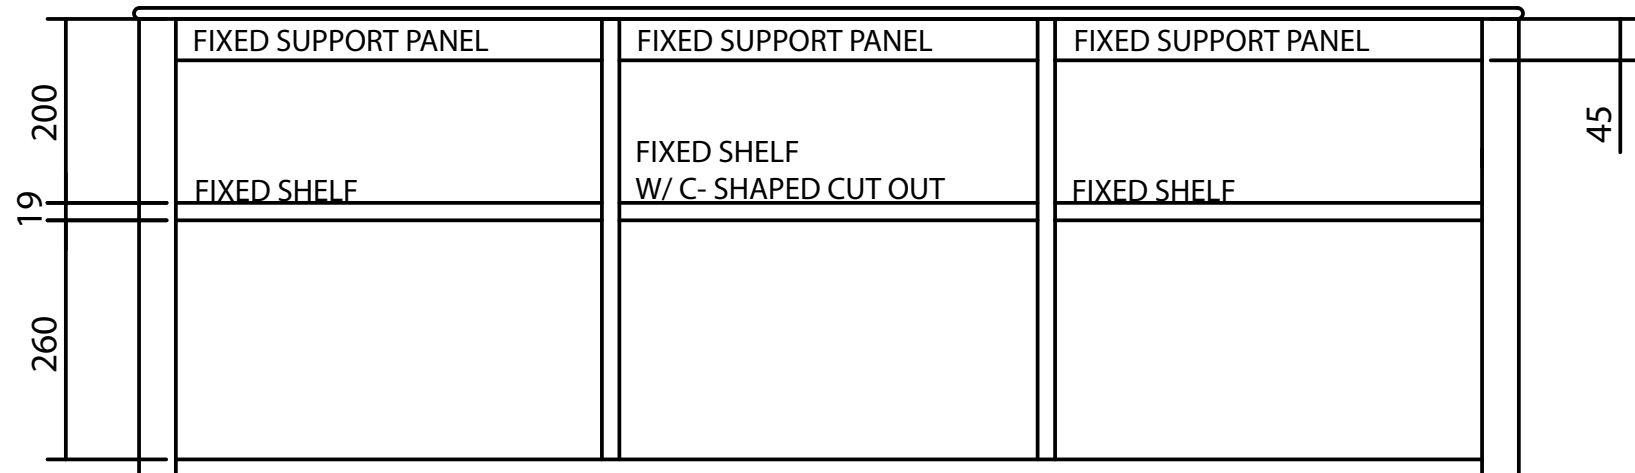 FIXED SUPPORT PANEL
FIXED SUPPORT PANEL
FIXED SUPPORT PANEL
200
45
FIXED SHELF
W/ C- SHAPED CUT OUT
FIXED SHELF
FIXED SHELF
19
260